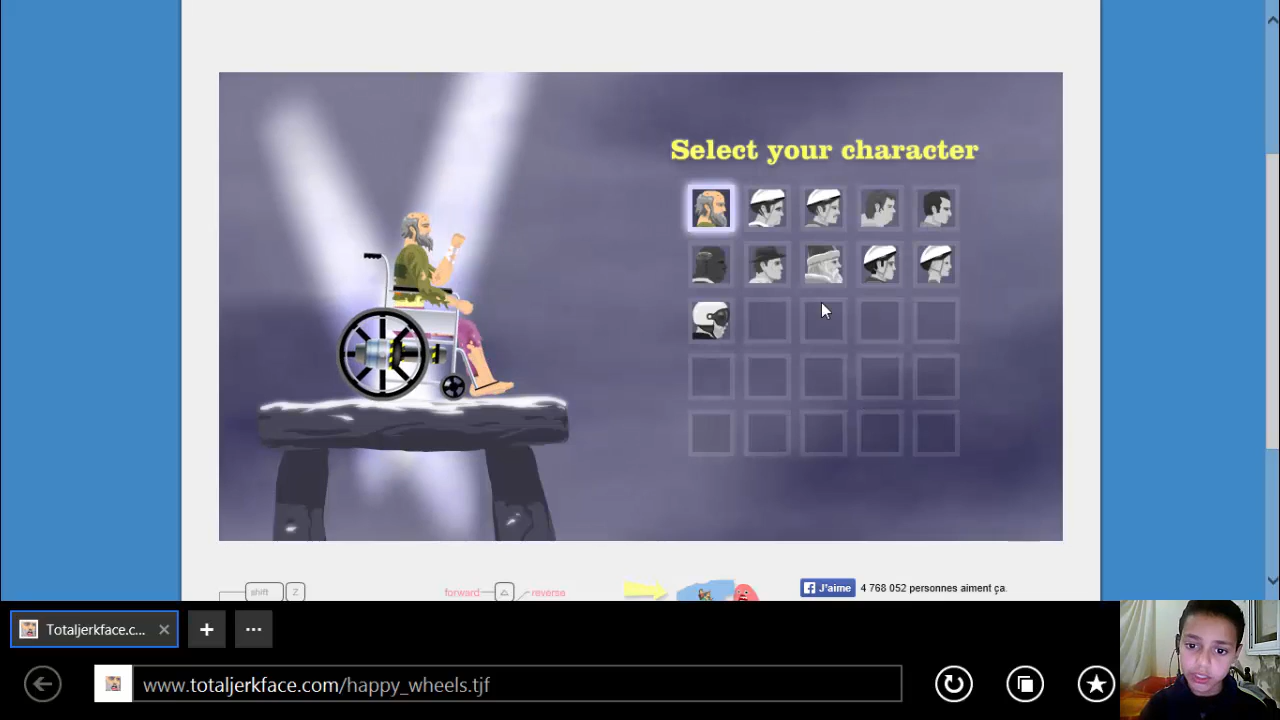 Select your character
shift Z
forward reverse
J'aime 4 768 052 personnes aiment ça.
Totaljerkface.c...
www.totaljerkface.com/happy_wheels.tjf